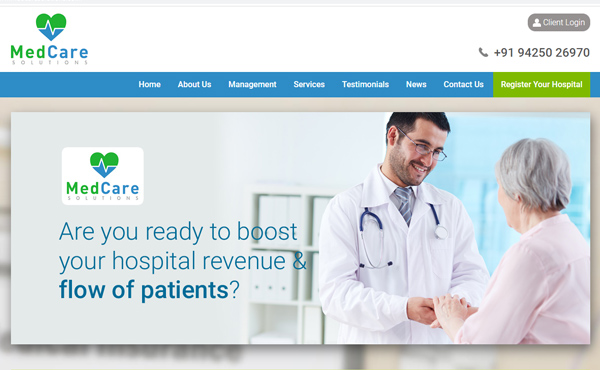 MedCare
SOLUTIONS
Client Login
+91 94250 26970
Home About Us Management Services Testimonials News Contact Us Register Your Hospital
MedCare
SOLUTIONS
Are you ready to boost
your hospital revenue &
flow of patients?
Insurance